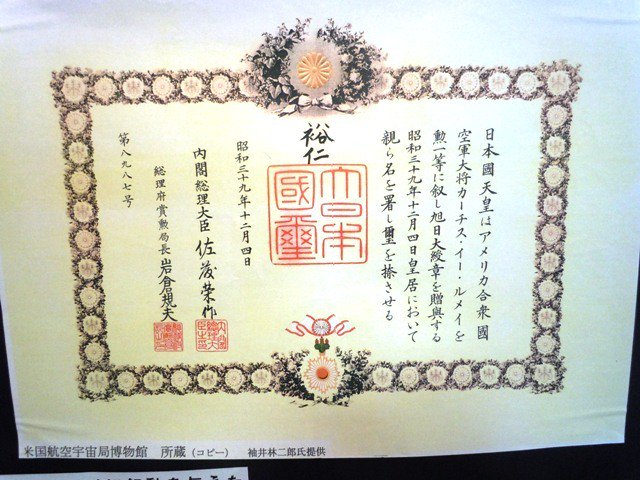 日本國天皇はアメリカ合衆國
空軍大将カーチス・イー・ルメイを
勲一等に叙し旭日大綬章を贈與する
昭和三十九年十二月四日皇居において
親ら名を署し璽を捺させる
裕仁
大日本
國璽
昭和三十九年十二月四日
内閣総理大臣 佐藤榮作
総理府賞勲局長 岩倉規夫
第八九八七号
米国航空宇宙局博物館 所蔵（コピー） 袖井林二郎氏提供